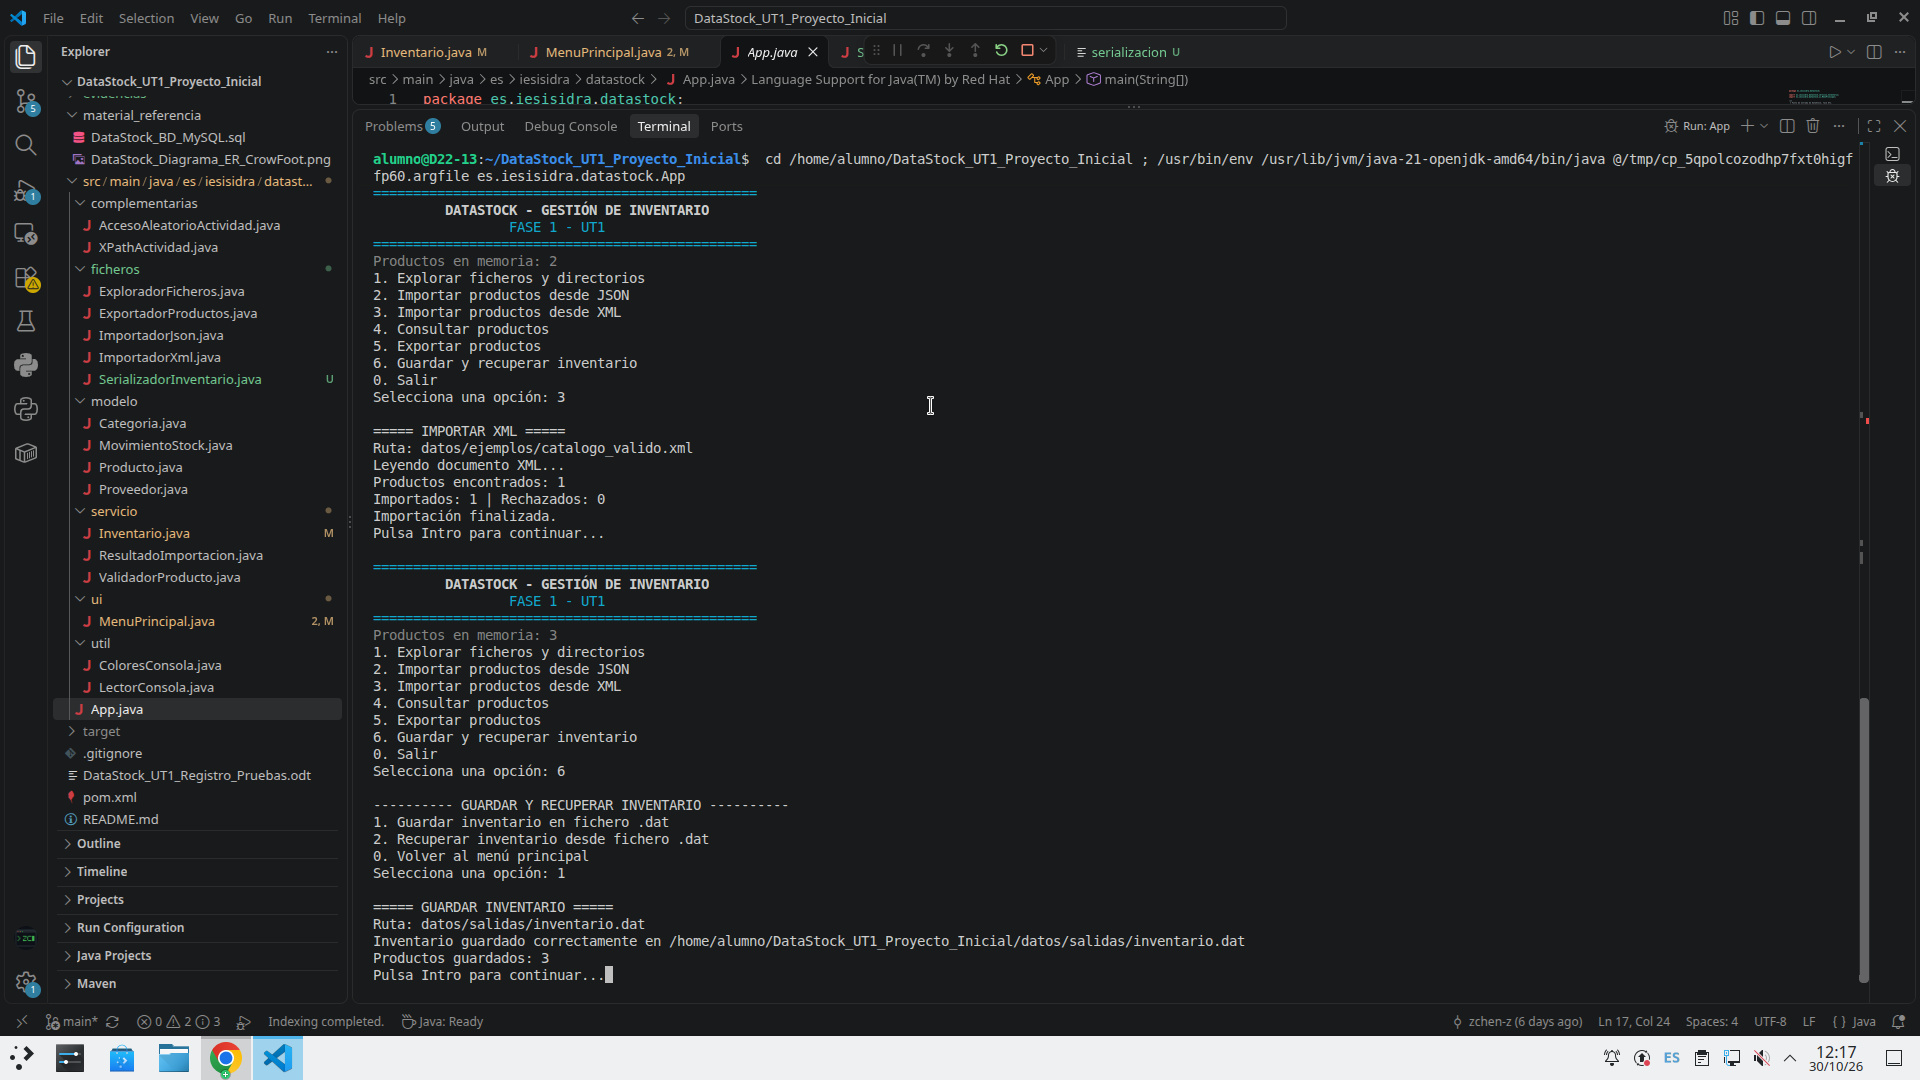 File Edit Selection View Go Run Terminal Help
DataStock_UT1_Proyecto_Inicial
Explorer
DataStock_UT1_Proyecto_Inicial
material_referencia
DataStock_BD_MySQL.sql
DataStock_Diagrama_ER_CrowFoot.png
src / main / java / es / iesisidra / datast...
complementarias
AccesoAleatorioActividad.java
XPathActividad.java
ficheros
ExploradorFicheros.java
ExportadorProductos.java
ImportadorJson.java
ImportadorXml.java
SerializadorInventario.java U
modelo
Categoria.java
MovimientoStock.java
Producto.java
Proveedor.java
servicio
Inventario.java M
ResultadoImportacion.java
ValidadorProducto.java
ui
MenuPrincipal.java 2, M
util
ColoresConsola.java
LectorConsola.java
App.java
target
.gitignore
DataStock_UT1_Registro_Pruebas.odt
pom.xml
README.md
Outline
Timeline
Projects
Run Configuration
Java Projects
Maven
Inventario.java M MenuPrincipal.java 2, M App.java S serializacion U
src > main > java > es > iesisidra > datastock > App.java > Language Support for Java(TM) by Red Hat > App > main(String[])
1 package es.iesisidra.datastock;
Problems 5 Output Debug Console Terminal Ports
Run: App
alumno@D22-13:~/DataStock_UT1_Proyecto_Inicial$ cd /home/alumno/DataStock_UT1_Proyecto_Inicial ; /usr/bin/env /usr/lib/jvm/java-21-openjdk-amd64/bin/java @/tmp/cp_5qpolcozodhp7fxt0higf
fp60.argfile es.iesisidra.datastock.App
================================================
DATASTOCK - GESTIÓN DE INVENTARIO
FASE 1 - UT1
================================================
Productos en memoria: 2
1. Explorar ficheros y directorios
2. Importar productos desde JSON
3. Importar productos desde XML
4. Consultar productos
5. Exportar productos
6. Guardar y recuperar inventario
0. Salir
Selecciona una opción: 3
===== IMPORTAR XML =====
Ruta: datos/ejemplos/catalogo_valido.xml
Leyendo documento XML...
Productos encontrados: 1
Importados: 1 | Rechazados: 0
Importación finalizada.
Pulsa Intro para continuar...
================================================
DATASTOCK - GESTIÓN DE INVENTARIO
FASE 1 - UT1
================================================
Productos en memoria: 3
1. Explorar ficheros y directorios
2. Importar productos desde JSON
3. Importar productos desde XML
4. Consultar productos
5. Exportar productos
6. Guardar y recuperar inventario
0. Salir
Selecciona una opción: 6
---------- GUARDAR Y RECUPERAR INVENTARIO ----------
1. Guardar inventario en fichero .dat
2. Recuperar inventario desde fichero .dat
0. Volver al menú principal
Selecciona una opción: 1
===== GUARDAR INVENTARIO =====
Ruta: datos/salidas/inventario.dat
Inventario guardado correctamente en /home/alumno/DataStock_UT1_Proyecto_Inicial/datos/salidas/inventario.dat
Productos guardados: 3
Pulsa Intro para continuar...
main* 0 2 3 Indexing completed. Java: Ready
zchen-z (6 days ago) Ln 17, Col 24 Spaces: 4 UTF-8 LF { } Java
ES
12:17
30/10/26